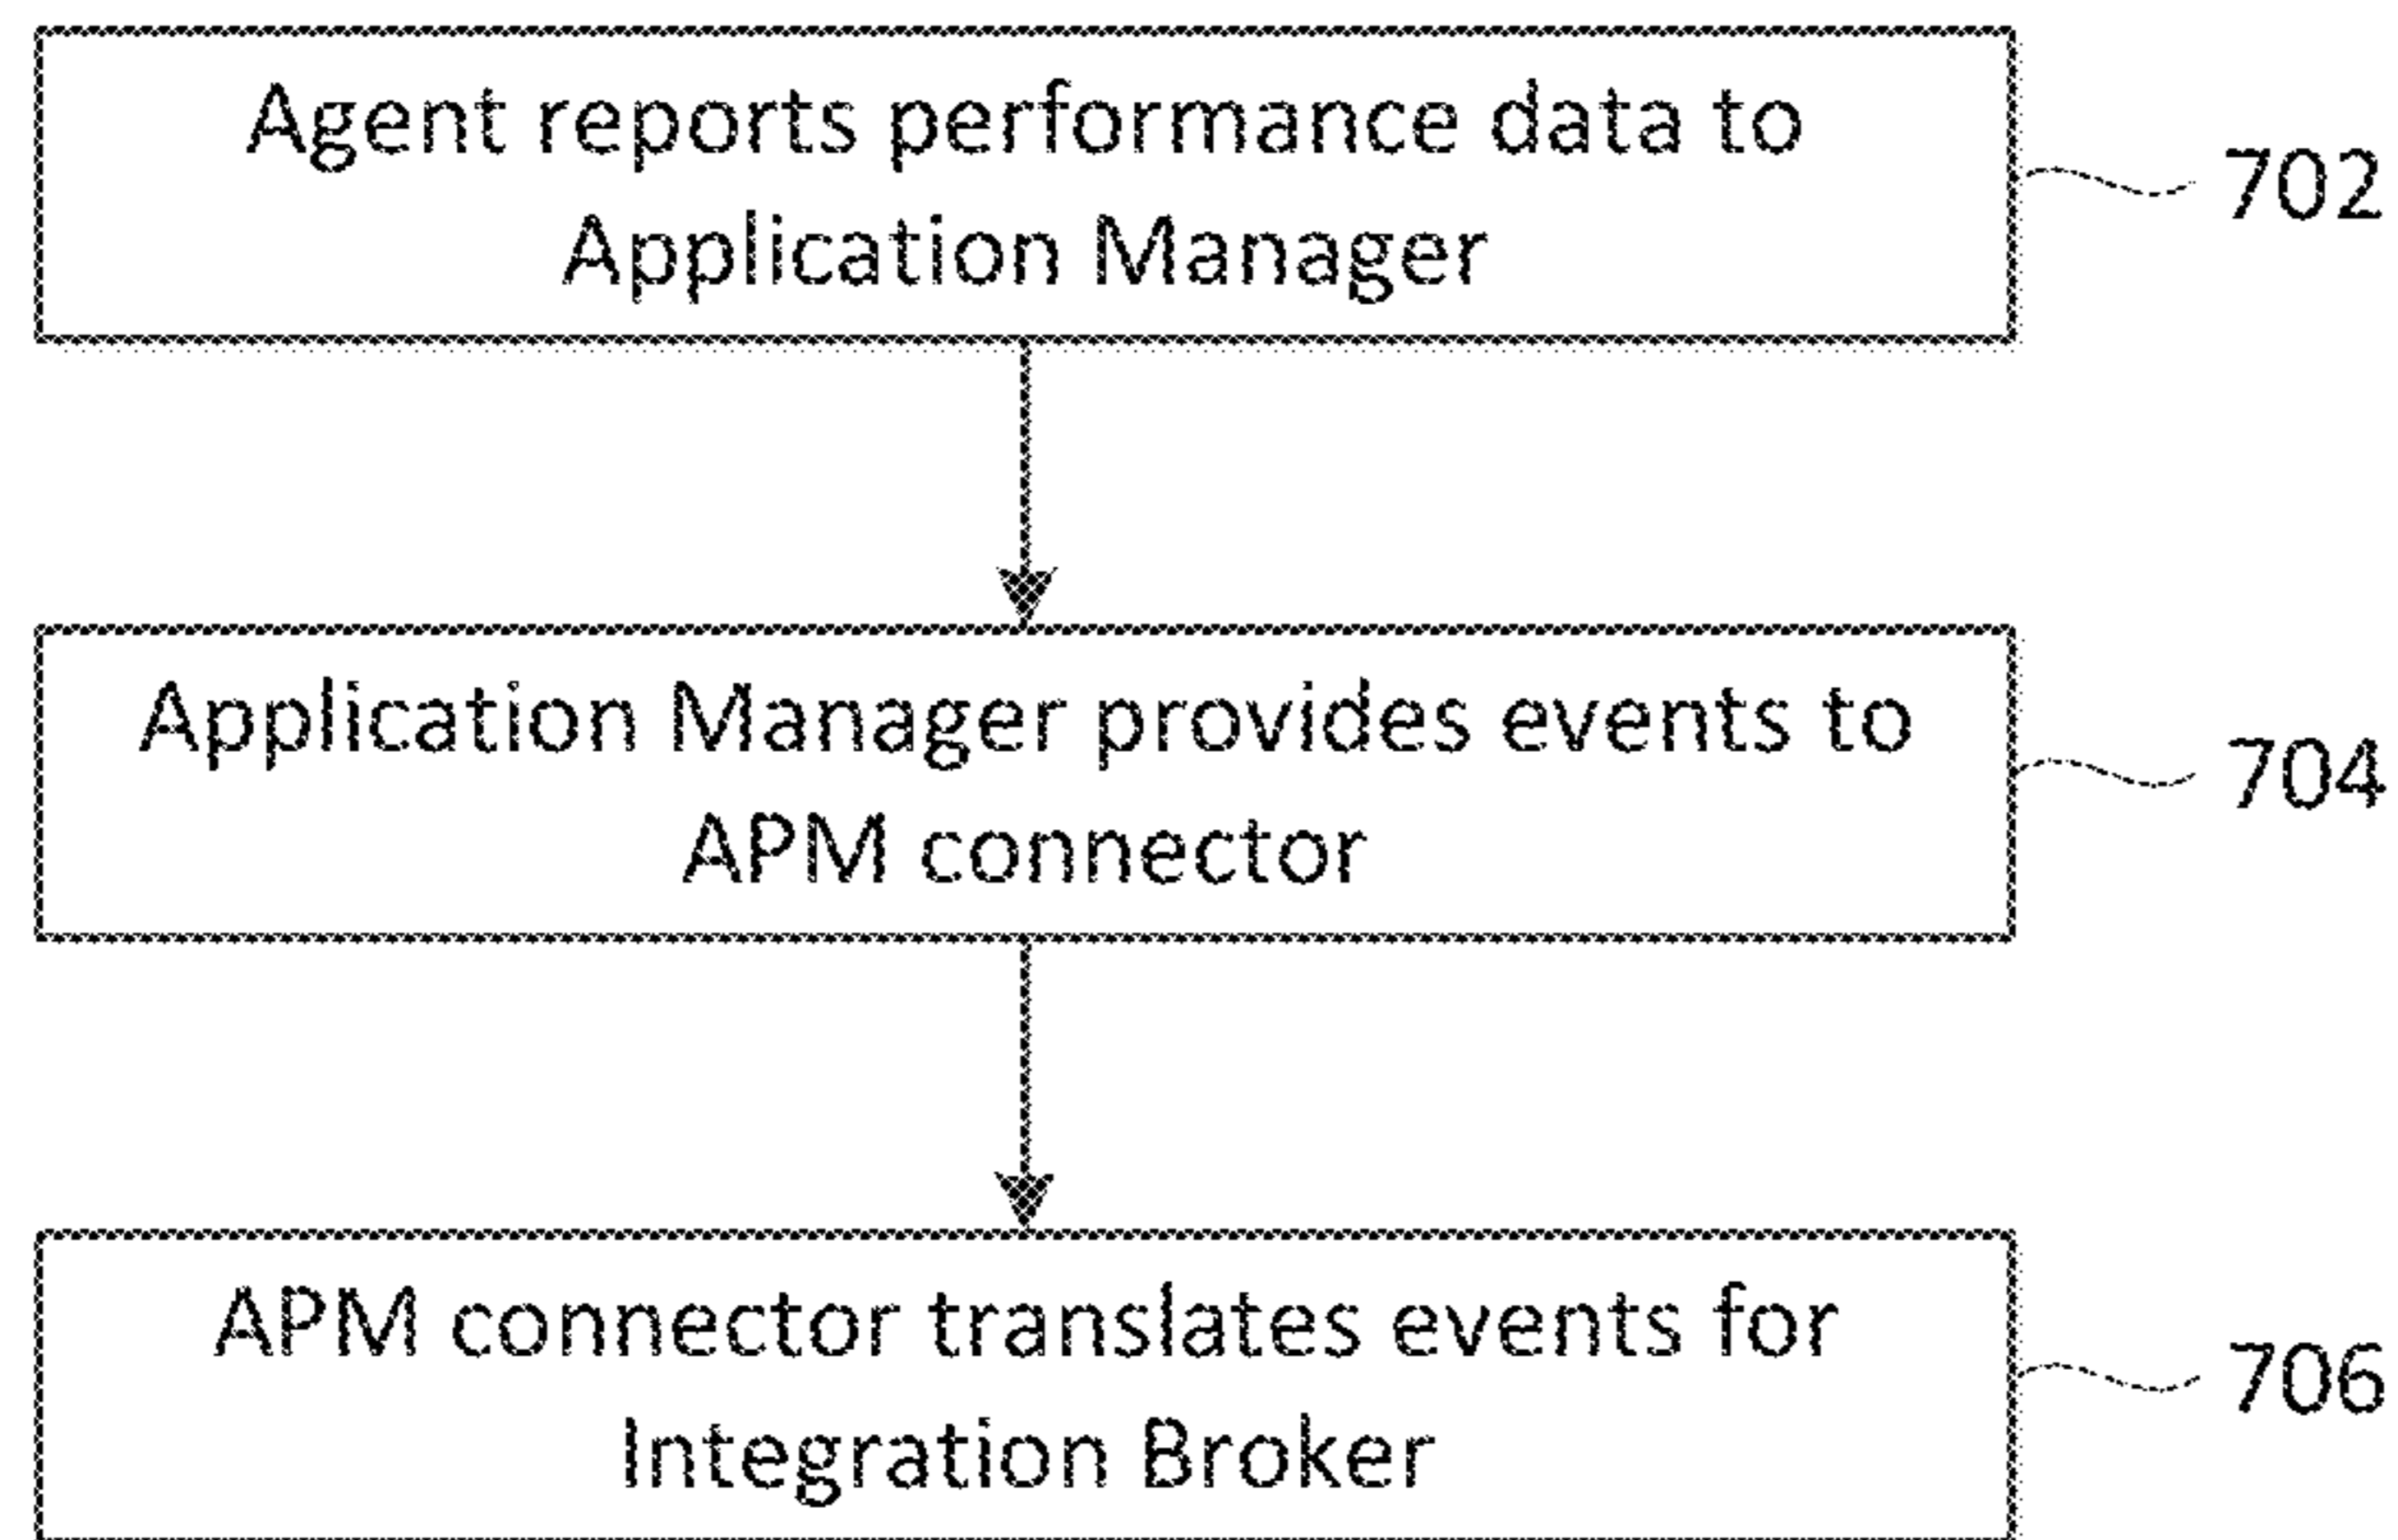 Agent reports performance data to
Application Manager
702
Application Manager provides events to
APM connector
704
APM connector translates events for
Integration Broker
706